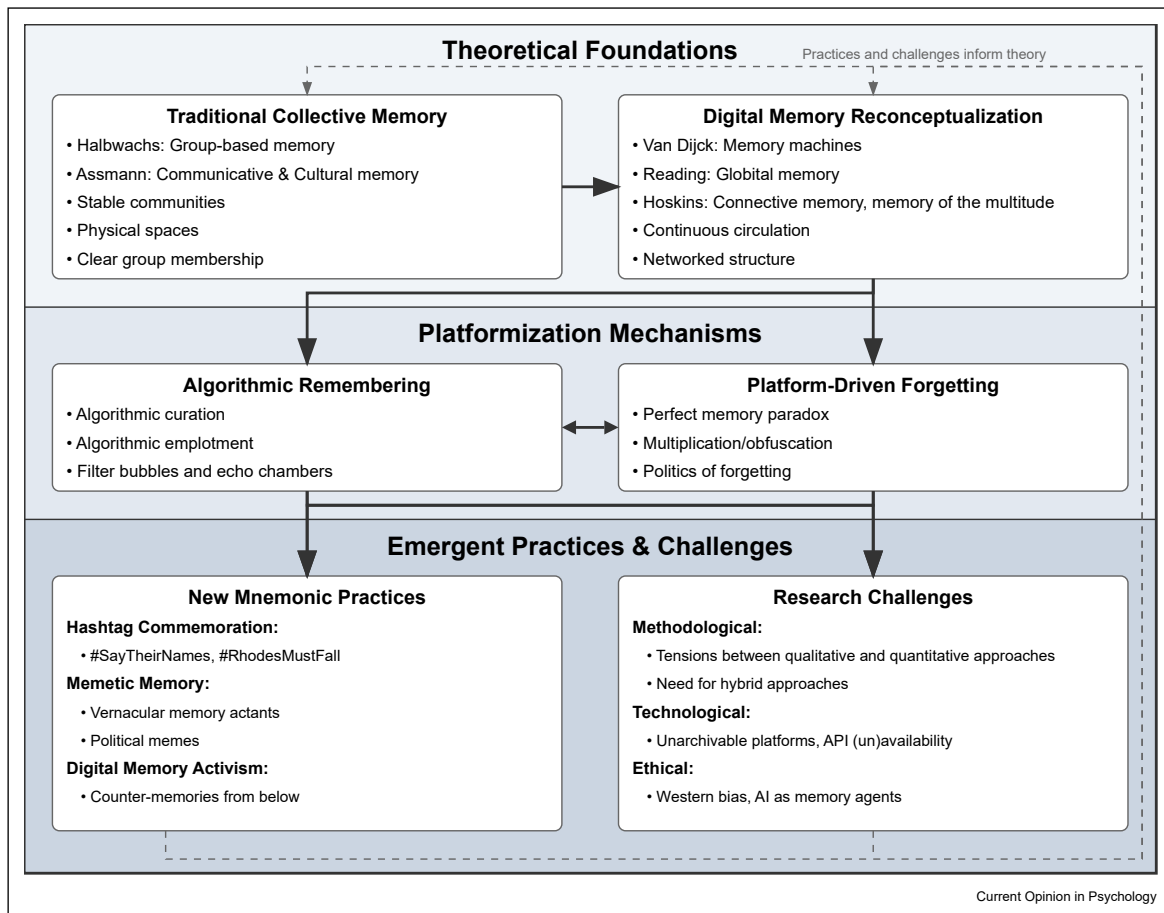 Theoretical Foundations
Practices and challenges inform theory
Traditional Collective Memory
• Halbwachs: Group-based memory
• Assmann: Communicative & Cultural memory
• Stable communities
• Physical spaces
• Clear group membership
Digital Memory Reconceptualization
• Van Dijck: Memory machines
• Reading: Globital memory
• Hoskins: Connective memory, memory of the multitude
• Continuous circulation
• Networked structure
Platformization Mechanisms
Algorithmic Remembering
• Algorithmic curation
• Algorithmic emplotment
• Filter bubbles and echo chambers
Platform-Driven Forgetting
• Perfect memory paradox
• Multiplication/obfuscation
• Politics of forgetting
Emergent Practices & Challenges
New Mnemonic Practices
Hashtag Commemoration:
• #SayTheirNames, #RhodesMustFall
Memetic Memory:
• Vernacular memory actants
• Political memes
Digital Memory Activism:
• Counter-memories from below
Research Challenges
Methodological:
• Tensions between qualitative and quantitative approaches
• Need for hybrid approaches
Technological:
• Unarchivable platforms, API (un)availability
Ethical:
• Western bias, AI as memory agents
Current Opinion in Psychology